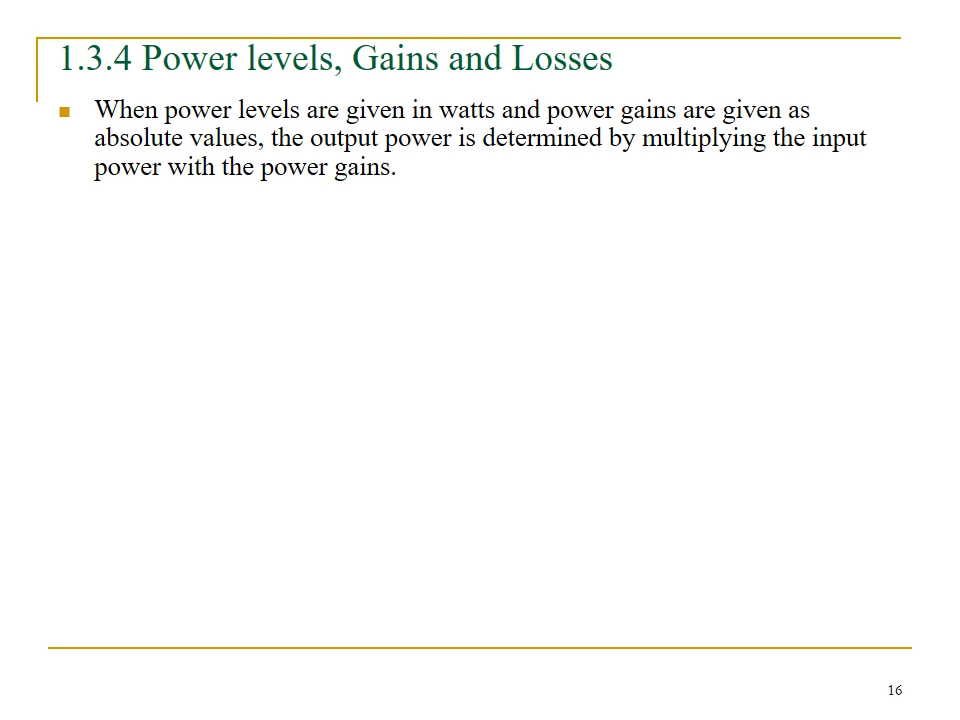 1.3.4 Power levels, Gains and Losses
When power levels are given in watts and power gains are given as
absolute values, the output power is determined by multiplying the input
power with the power gains.
16